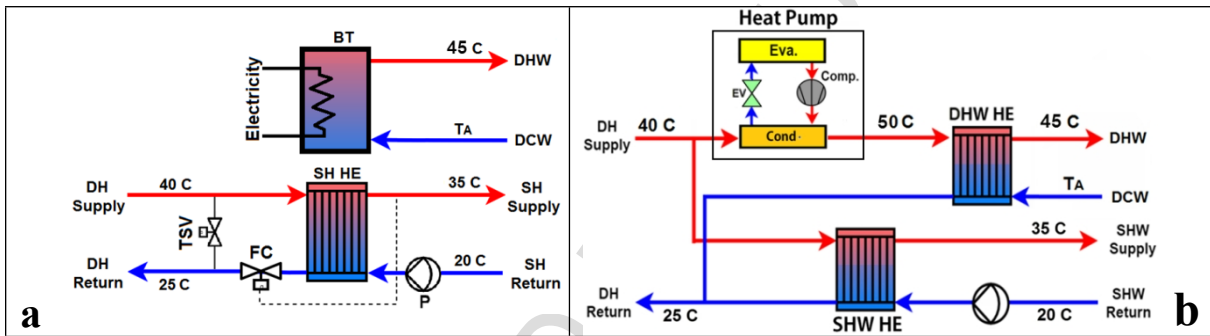 BT
45 C
DHW
Electricity
TA
DCW
SH HE
40 C
35 C
DH
Supply
SH
Supply
TSV
FC
20 C
DH
Return
25 C
P
SH
Return
a
Heat Pump
Eva.
EV
Comp.
Cond.
DH
Supply
40 C
50 C
DHW HE
45 C
DHW
TA
DCW
35 C
SHW
Supply
DH
Return
25 C
SHW HE
20 C
SHW
Return
b